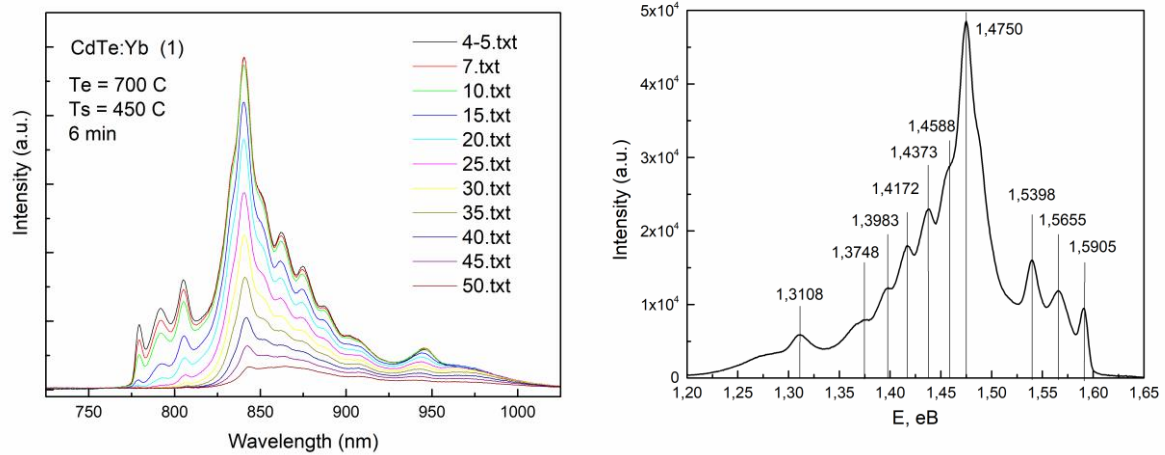 CdTe:Yb (1)
Te = 700 C
Ts = 450 C
6 min
4-5.txt
7.txt
10.txt
15.txt
20.txt
25.txt
30.txt
35.txt
40.txt
45.txt
50.txt
Intensity (a.u.)
750 800 850 900 950 1000
Wavelength (nm)
5x10⁴
4x10⁴
3x10⁴
2x10⁴
1x10⁴
0
Intensity (a.u.)
1,4750
1,4588
1,4373
1,4172
1,3983
1,3748
1,3108
1,5398
1,5655
1,5905
1,20 1,25 1,30 1,35 1,40 1,45 1,50 1,55 1,60 1,65
E, eB